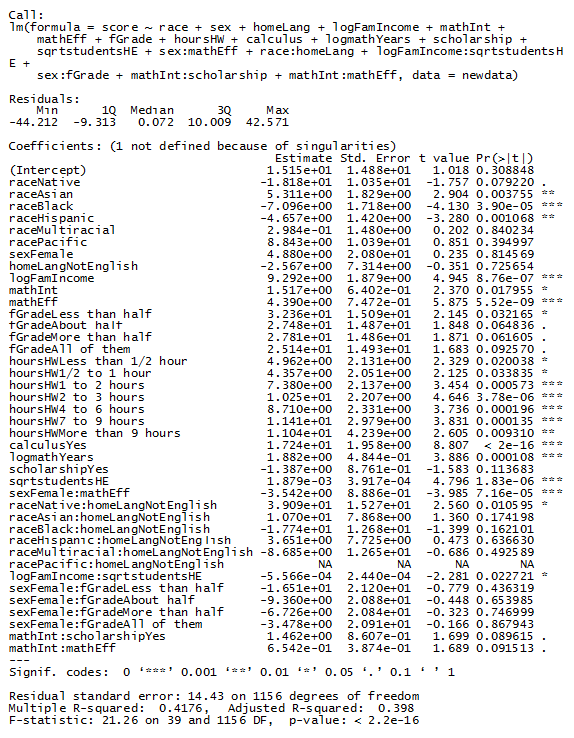 Call:
lm(formula = score ~ race + sex + homeLang + logFamIncome + mathInt +
    mathEff + fGrade + hoursHW + calculus + logmathYears + scholarship +
    sqrtstudentsHE + sex:mathEff + race:homeLang + logFamIncome:sqrtstudentsH
E +
    sex:fGrade + mathInt:scholarship + mathInt:mathEff, data = newdata)

Residuals:
    Min      1Q  Median      3Q     Max
-44.212  -9.313   0.072  10.009  42.571

Coefficients: (1 not defined because of singularities)
                                  Estimate Std. Error t value Pr(>|t|)
(Intercept)                      1.515e+01  1.488e+01   1.018 0.308848
raceNative                      -1.818e+01  1.035e+01  -1.757 0.079220 .
raceAsian                        5.311e+00  1.829e+00   2.904 0.003755 **
raceBlack                       -7.096e+00  1.718e+00  -4.130 3.90e-05 ***
raceHispanic                    -4.657e+00  1.420e+00  -3.280 0.001068 **
raceMultiracial                  2.984e-01  1.480e+00   0.202 0.840234
racePacific                      8.843e+00  1.039e+01   0.851 0.394997
sexFemale                        4.880e+00  2.080e+01   0.235 0.814569
homeLangNotEnglish              -2.567e+00  7.314e+00  -0.351 0.725654
logFamIncome                     9.292e+00  1.879e+00   4.945 8.76e-07 ***
mathInt                          1.517e+00  6.402e-01   2.370 0.017955 *
mathEff                          4.390e+00  7.472e-01   5.875 5.52e-09 ***
fGradeLess than half             3.236e+01  1.509e+01   2.145 0.032165 *
fGradeAbout half                 2.748e+01  1.487e+01   1.848 0.064836 .
fGradeMore than half             2.781e+01  1.486e+01   1.871 0.061605 .
fGradeAll of them                2.514e+01  1.493e+01   1.683 0.092570 .
hoursHWLess than 1/2 hour        4.962e+00  2.131e+00   2.329 0.020038 *
hoursHW1/2 to 1 hour             4.357e+00  2.051e+00   2.125 0.033835 *
hoursHW1 to 2 hours              7.380e+00  2.137e+00   3.454 0.000573 ***
hoursHW2 to 3 hours              1.025e+01  2.207e+00   4.646 3.78e-06 ***
hoursHW4 to 6 hours              8.710e+00  2.331e+00   3.736 0.000196 ***
hoursHW7 to 9 hours              1.141e+01  2.979e+00   3.831 0.000135 ***
hoursHWMore than 9 hours         1.104e+01  4.239e+00   2.605 0.009310 **
calculusYes                      1.724e+01  1.958e+00   8.807  < 2e-16 ***
logmathYears                     1.882e+00  4.844e-01   3.886 0.000108 ***
scholarshipYes                  -1.387e+00  8.761e-01  -1.583 0.113683
sqrtstudentsHE                   1.879e-03  3.917e-04   4.796 1.83e-06 ***
sexFemale:mathEff               -3.542e+00  8.886e-01  -3.985 7.16e-05 ***
raceNative:homeLangNotEnglish    3.909e+01  1.527e+01   2.560 0.010595 *
raceAsian:homeLangNotEnglish     1.070e+01  7.868e+00   1.360 0.174198
raceBlack:homeLangNotEnglish    -1.774e+01  1.268e+01  -1.399 0.162101
raceHispanic:homeLangNotEnglish  3.651e+00  7.725e+00   0.473 0.636630
raceMultiracial:homeLangNotEnglish -8.685e+00  1.265e+01  -0.686 0.492589
racePacific:homeLangNotEnglish          NA         NA      NA       NA
logFamIncome:sqrtstudentsHE     -5.566e-04  2.440e-04  -2.281 0.022721 *
sexFemale:fGradeLess than half  -1.651e+01  2.120e+01  -0.779 0.436319
sexFemale:fGradeAbout half      -9.360e+00  2.088e+01  -0.448 0.653985
sexFemale:fGradeMore than half  -6.726e+00  2.084e+01  -0.323 0.746999
sexFemale:fGradeAll of them     -3.478e+00  2.091e+01  -0.166 0.867943
mathInt:scholarshipYes           1.462e+00  8.607e-01   1.699 0.089615 .
mathInt:mathEff                  6.542e-01  3.874e-01   1.689 0.091513 .
---
Signif. codes:  0 ‘***’ 0.001 ‘**’ 0.01 ‘*’ 0.05 ‘.’ 0.1 ‘ ’ 1

Residual standard error: 14.43 on 1156 degrees of freedom
Multiple R-squared:  0.4176,  Adjusted R-squared:  0.398
F-statistic: 21.26 on 39 and 1156 DF,  p-value: < 2.2e-16